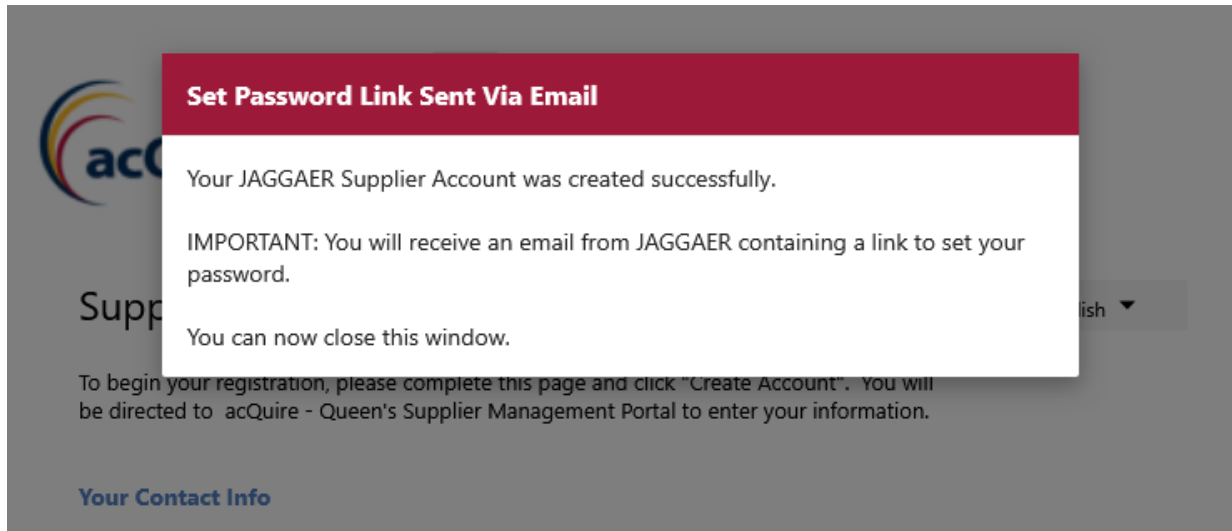 Set Password Link Sent Via Email
acQ
Your JAGGAER Supplier Account was created successfully.
IMPORTANT: You will receive an email from JAGGAER containing a link to set your
password.
You can now close this window.
Supp
lish
To begin your registration, please complete this page and click "Create Account". You will
be directed to acQuire - Queen's Supplier Management Portal to enter your information.
Your Contact Info